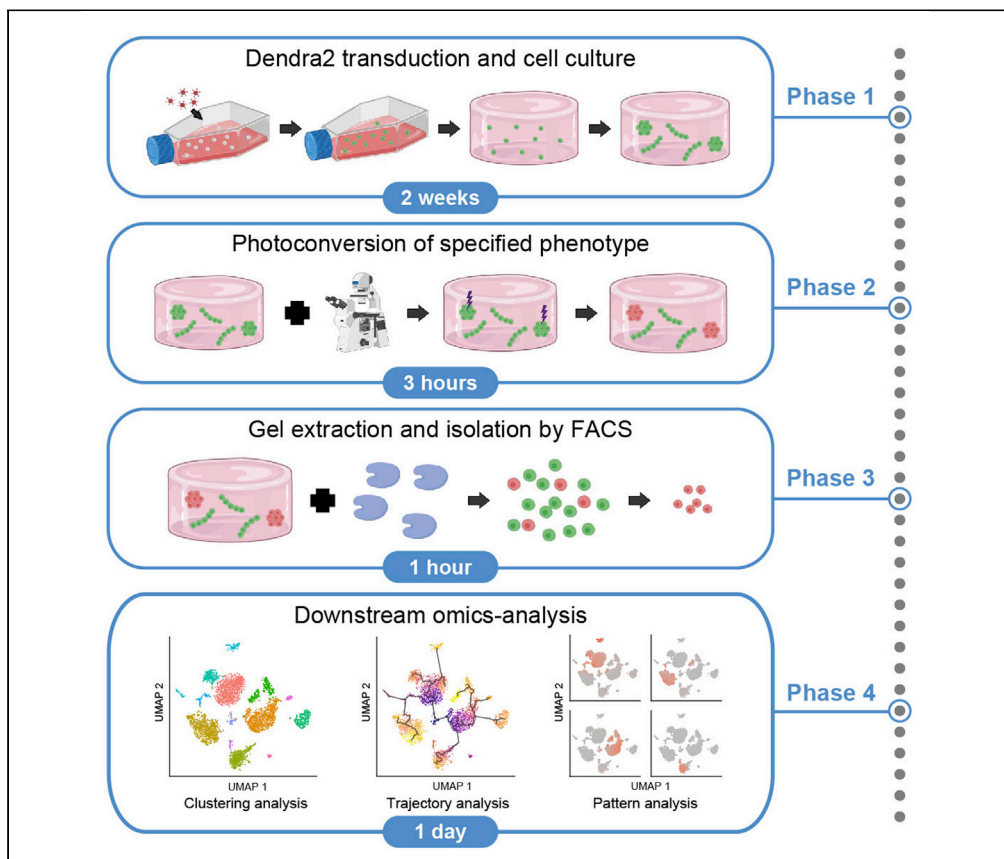 Dendra2 transduction and cell culture
Phase 1
2 weeks
Photoconversion of specified phenotype
Phase 2
3 hours
Gel extraction and isolation by FACS
Phase 3
1 hour
Downstream omics-analysis
Phase 4
UMAP 2
UMAP 1
Clustering analysis
UMAP 2
UMAP 1
Trajectory analysis
UMAP 2
UMAP 1
Pattern analysis
1 day